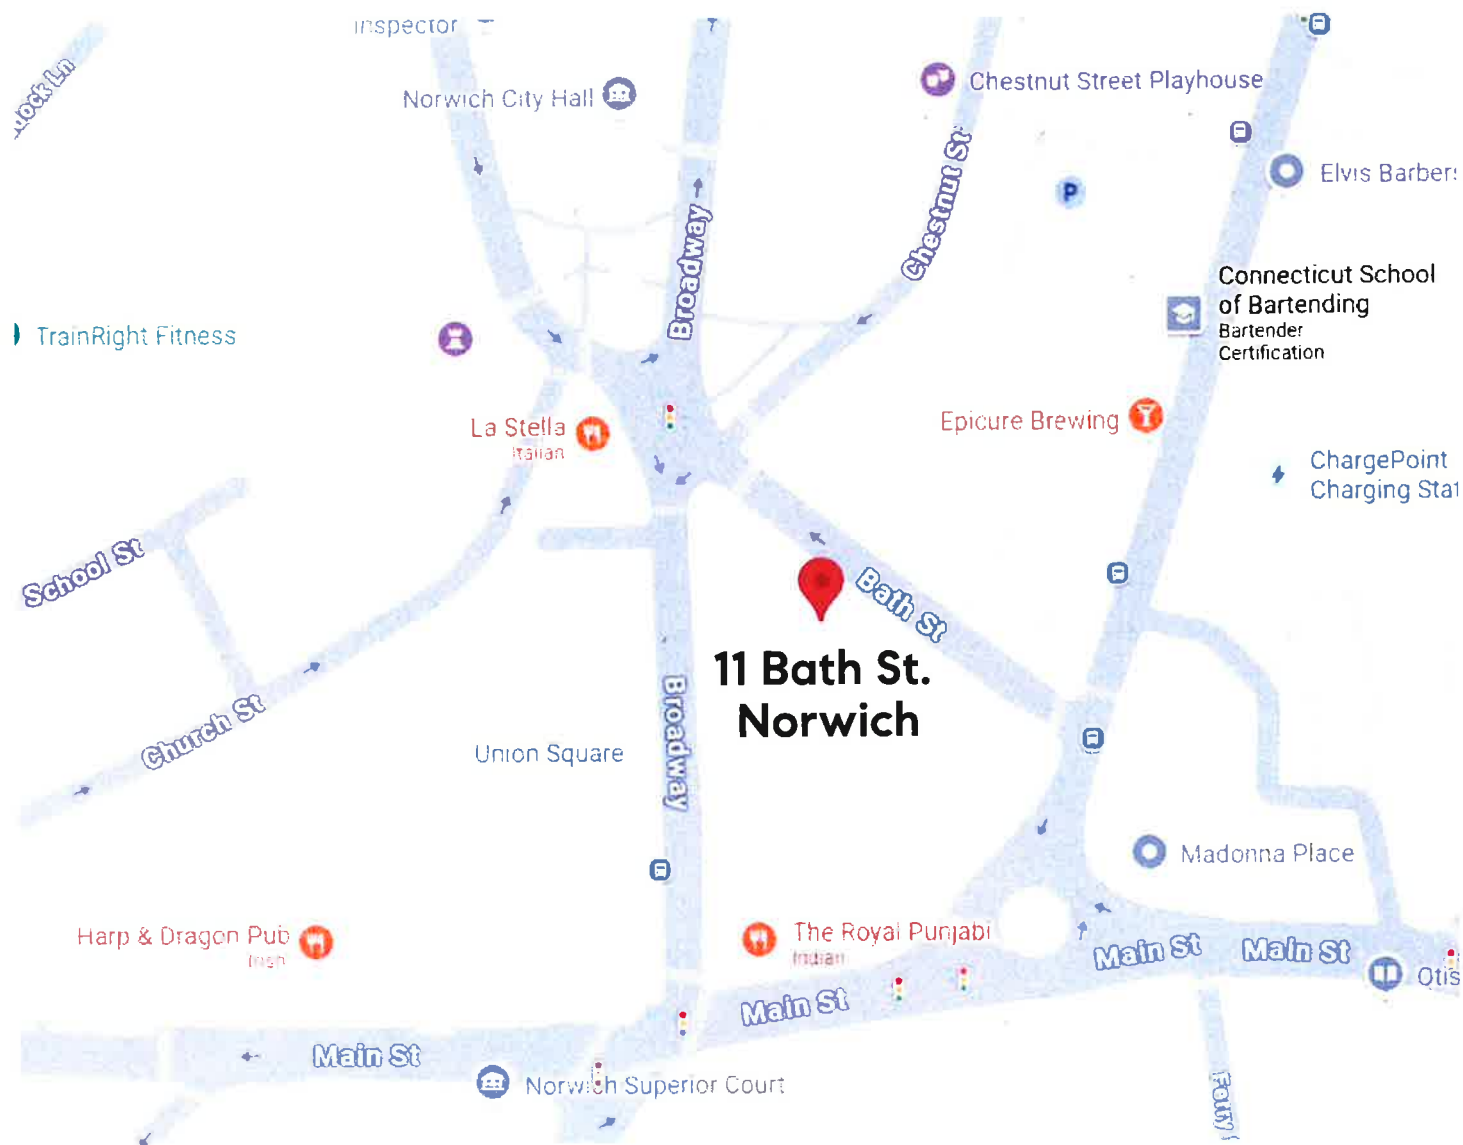 Inspector
Norwich City Hall
Chestnut Street Playhouse
Elvis Barber
Chestnut St
Broadway
Connecticut School
of Bartending
Bartender
Certification
TrainRight Fitness
La Stella
Italian
Epicure Brewing
ChargePoint
Charging Stat
P
School St
Bath St
11 Bath St.
Norwich
Church St
Broadway
Union Square
Madonna Place
Harp & Dragon Pub
Irish
The Royal Punjabi
Indian
Main St
Main St
Otis
Main St
Main St
Norwich Superior Court